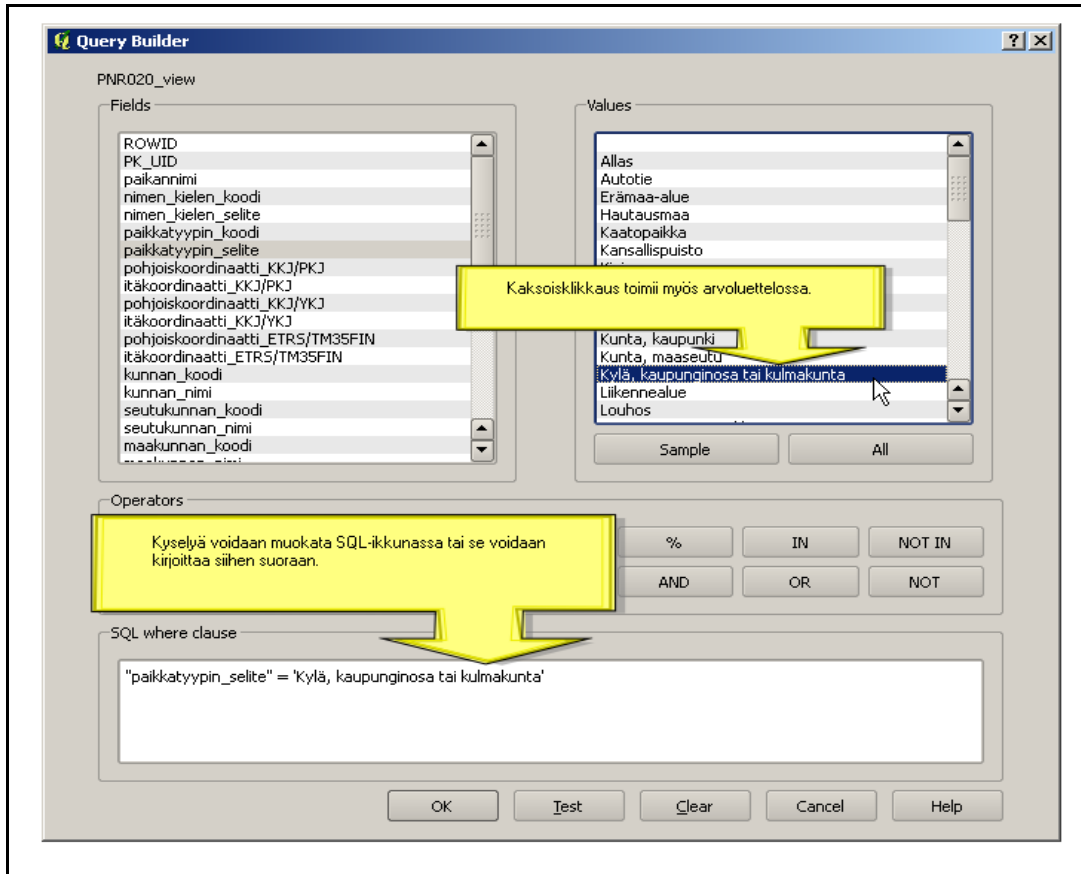 Query Builder
PNR020_view
Fields
ROWID
PK_UID
paikannimi
nimen_kielen_koodi
nimen_kielen_selite
paikkatyypin_koodi
paikkatyypin_selite
pohjoiskoordinaatti_KKJ/PKJ
itäkoordinaatti_KKJ/PKJ
pohjoiskoordinaatti_KKJ/YKJ
itäkoordinaatti_KKJ/YKJ
pohjoiskoordinaatti_ETRS/TM35FIN
itäkoordinaatti_ETRS/TM35FIN
kunnan_koodi
kunnan_nimi
seutukunnan_koodi
seutukunnan_nimi
maakunnan_koodi
Values
Allas
Autotie
Erämaa-alue
Hautausmaa
Kaatopaikka
Kansallispuisto
Kaksoisklikkaus toimii myös arvoluettelossa.
Kunta, kaupunki
Kunta, maaseutu
Kylä, kaupunginosa tai kulmakunta
Liikennealue
Louhos
Sample
All
Operators
Kyselyä voidaan muokata SQL-ikkunassa tai se voidaan
kirjoittaa siihen suoraan.
% IN NOT IN
AND OR NOT
SQL where clause
"paikkatyypin_selite" = 'Kylä, kaupunginosa tai kulmakunta'
OK Test Clear Cancel Help